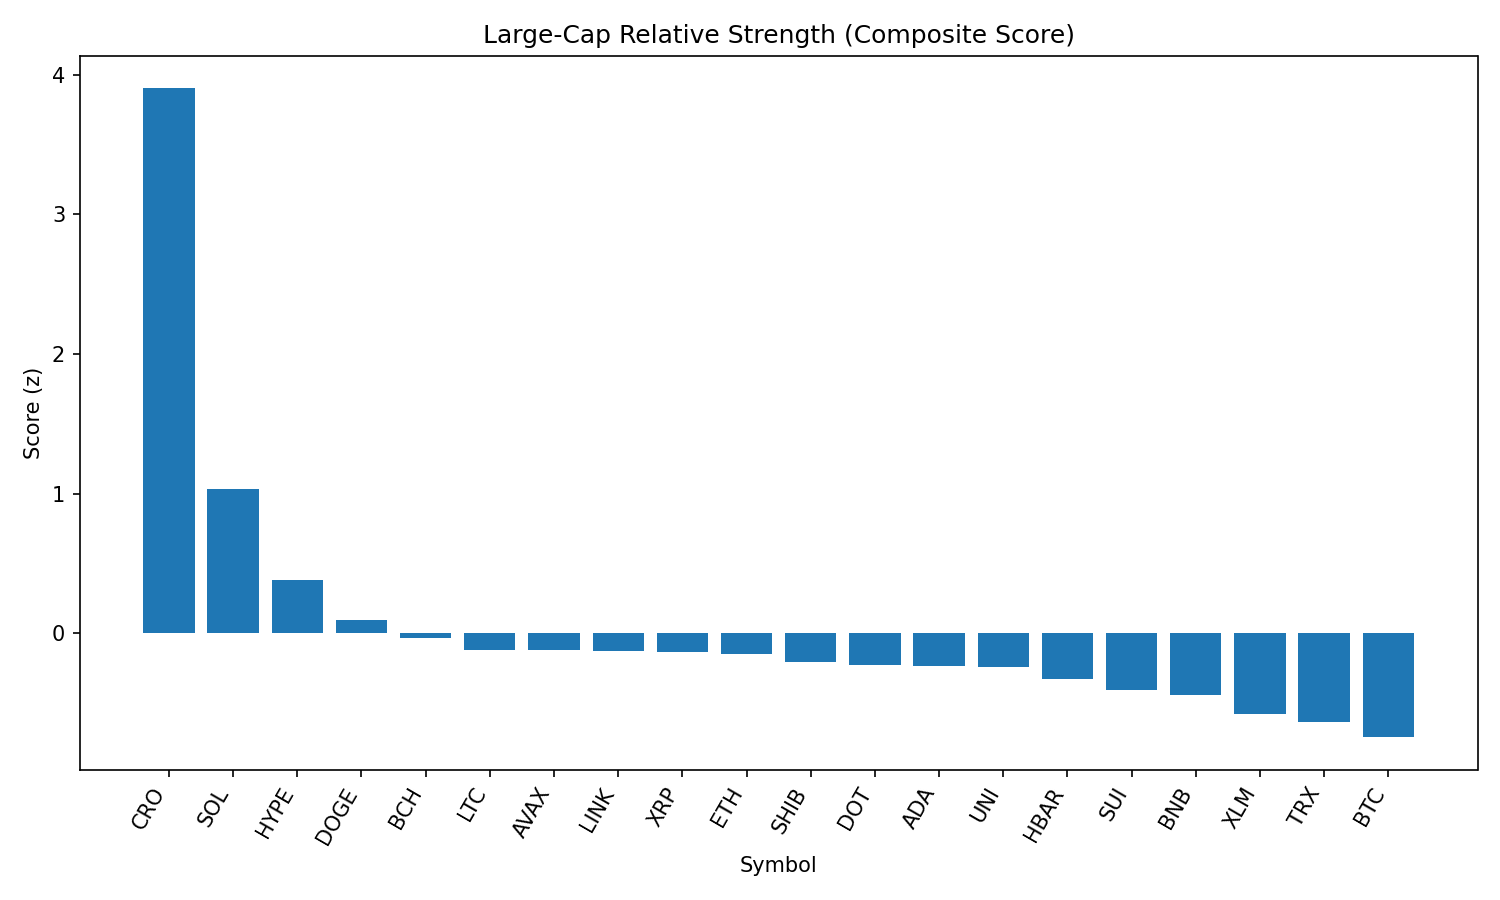 Large-Cap Relative Strength (Composite Score)
4
3
2
1
0
Score (z)
CRO
SOL
HYPE
DOGE
BCH
LTC
AVAX
LINK
XRP
ETH
SHIB
DOT
ADA
UNI
HBAR
SUI
BNB
XLM
TRX
BTC
Symbol